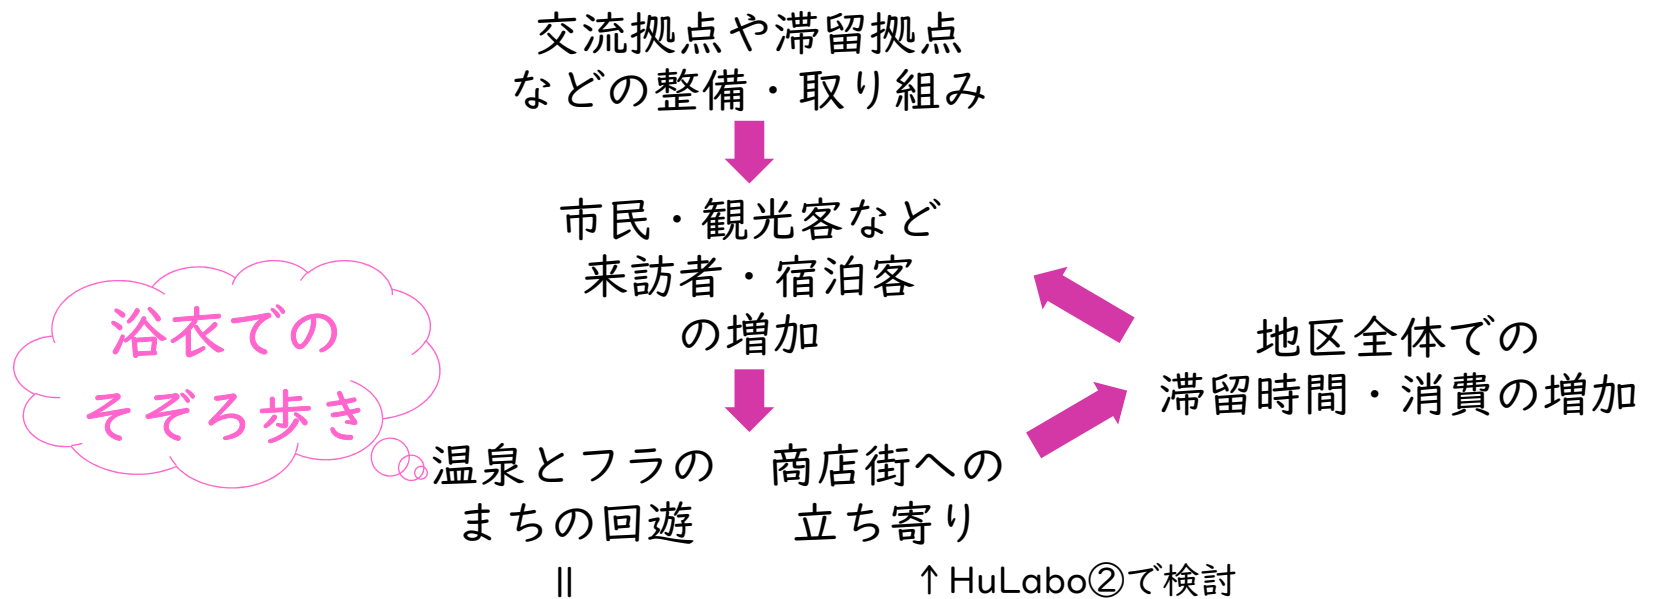 交流拠点や滞留拠点
などの整備・取り組み
市民・観光客など
来訪者・宿泊客
の増加
浴衣での
そぞろ歩き
地区全体での
滞留時間・消費の増加
温泉とフラの
まちの回遊
商店街への
立ち寄り
||
↑HuLabo②で検討